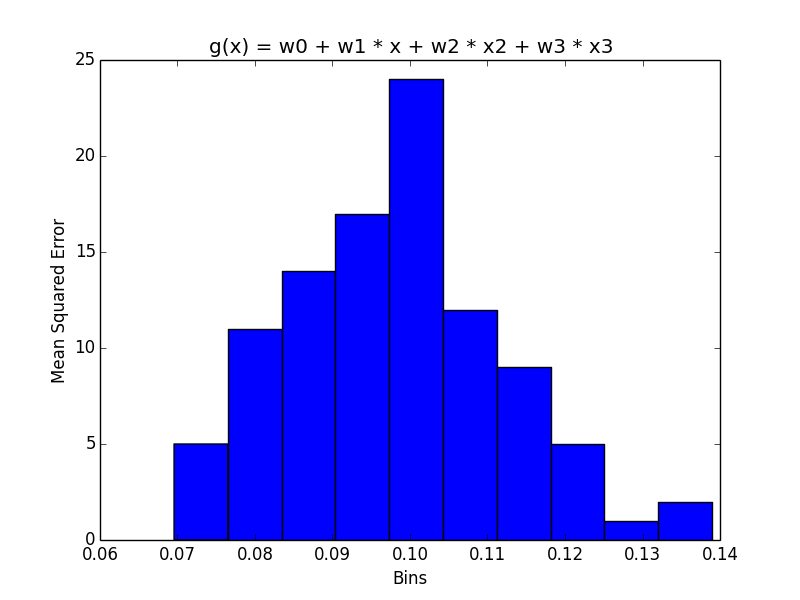 g(x) = w0 + w1 * x + w2 * x2 + w3 * x3
25
20
15
10
5
0
Mean Squared Error
0.06 0.07 0.08 0.09 0.10 0.11 0.12 0.13 0.14
Bins